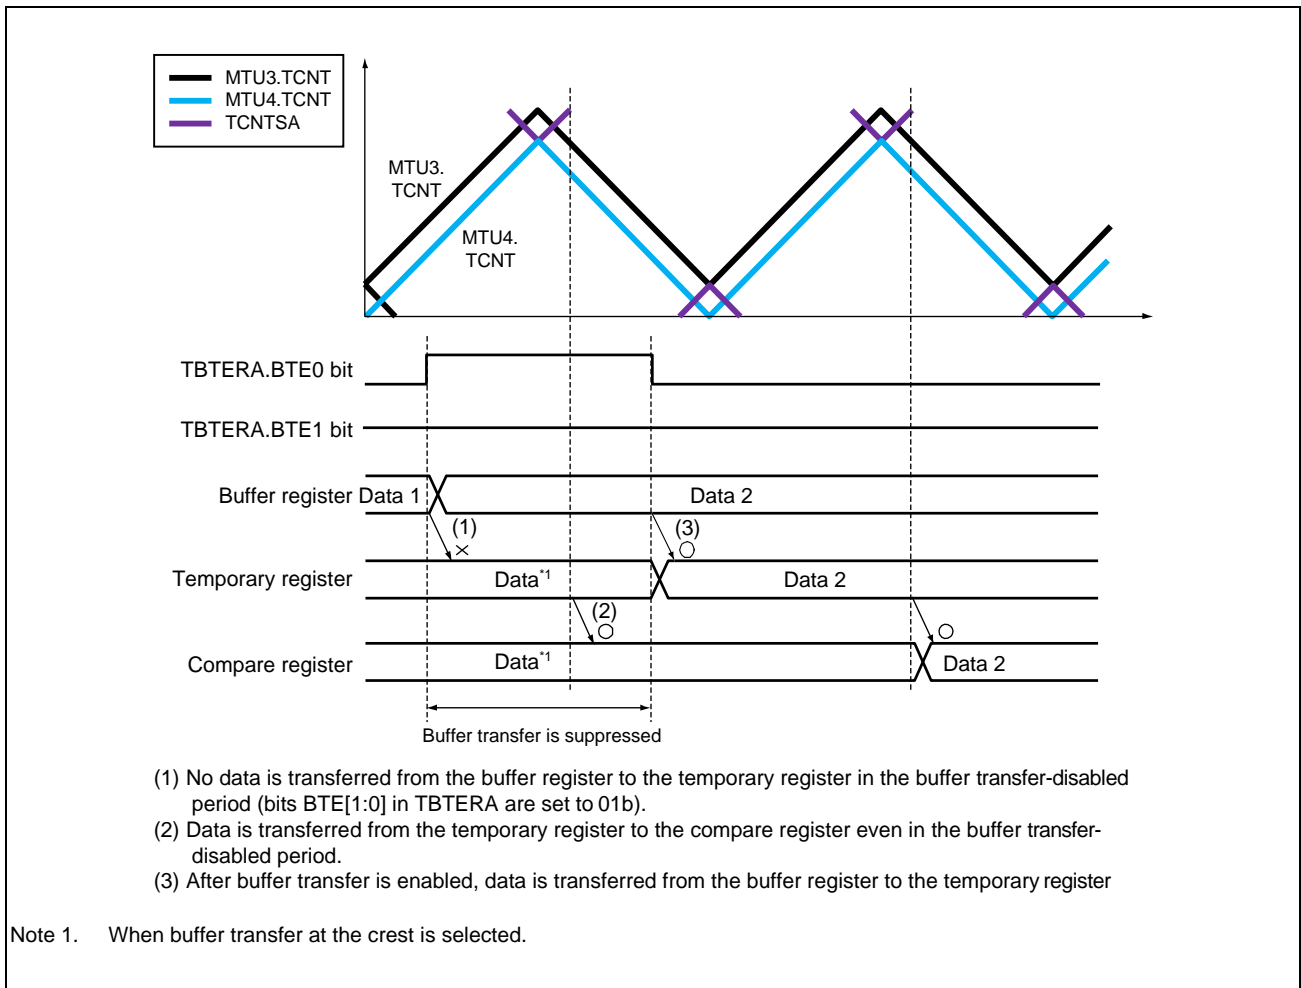 MTU3.TCNT
MTU4.TCNT
TCNTSA
MTU3.
TCNT
MTU4.
TCNT
TBTERA.BTE0 bit
TBTERA.BTE1 bit
Buffer register Data 1 Data 2
(1) ×
(3) ○
Temporary register Data*1 Data 2
(2) ○
○
Compare register Data*1 Data 2
Buffer transfer is suppressed
(1) No data is transferred from the buffer register to the temporary register in the buffer transfer-disabled
period (bits BTE[1:0] in TBTERA are set to 01b).
(2) Data is transferred from the temporary register to the compare register even in the buffer transfer-
disabled period.
(3) After buffer transfer is enabled, data is transferred from the buffer register to the temporary register
Note 1. When buffer transfer at the crest is selected.